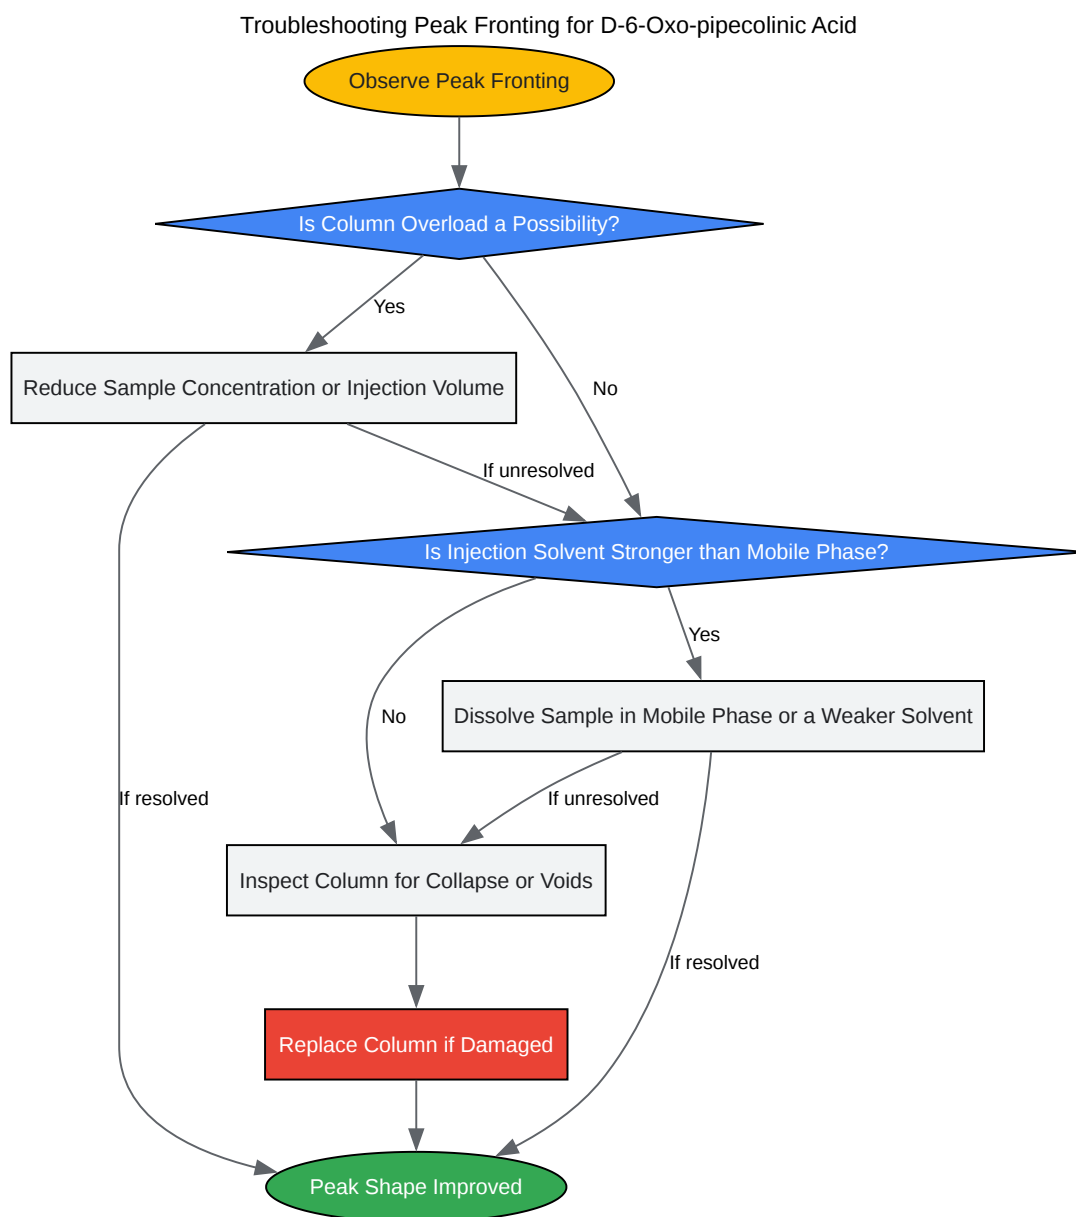 Troubleshooting Peak Fronting for D-6-Oxo-pipecolinic Acid
Observe Peak Fronting
Is Column Overload a Possibility?
Yes
Reduce Sample Concentration or Injection Volume
No
If unresolved
Is Injection Solvent Stronger than Mobile Phase?
Yes
No
Dissolve Sample in Mobile Phase or a Weaker Solvent
If resolved
If unresolved
Inspect Column for Collapse or Voids
If resolved
Replace Column if Damaged
Peak Shape Improved